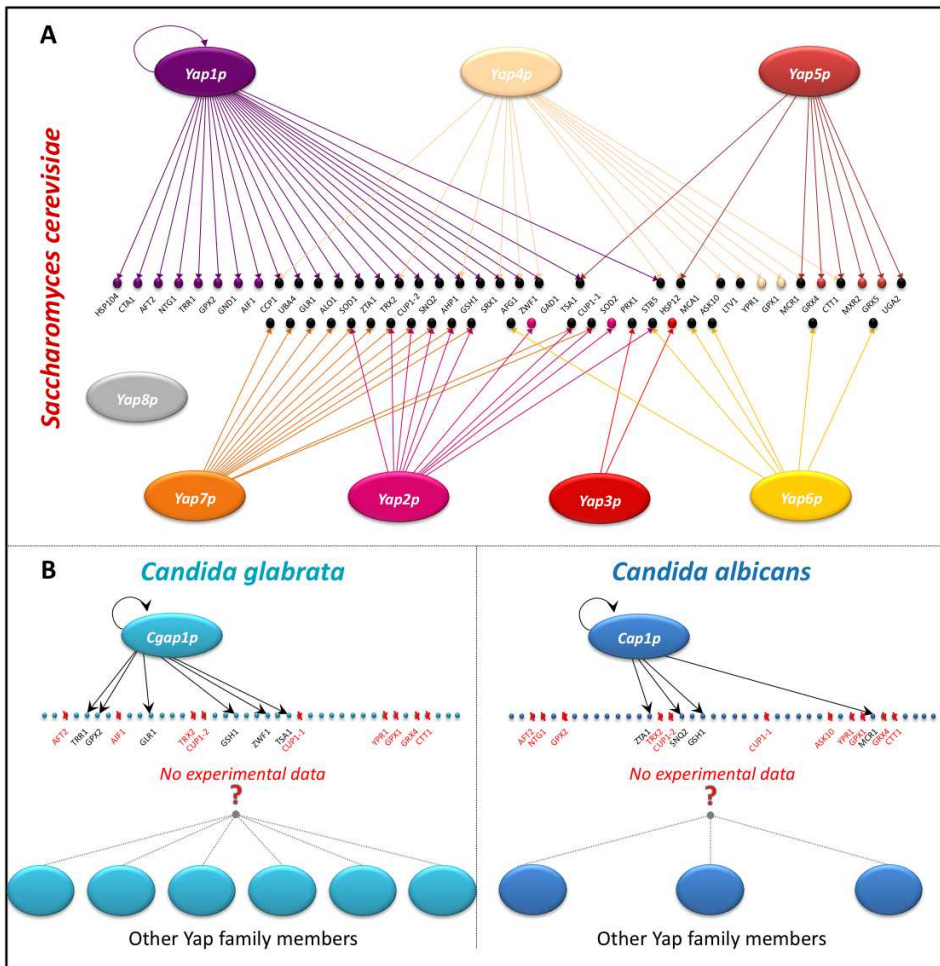 A
Saccharomyces cerevisiae
Yap1p
Yap4p
Yap5p
HSP104
CTA1
AFT2
NTG1
TRR1
GPX2
GND1
AIF1
CCP1
UBA4
GLR1
ALO1
SOD1
ZTA1
TRX2
CUP1-2
SNQ2
AHP1
GSH1
SRX1
AFG1
ZWF1
GAD1
TSA1
CUP1-1
SOD2
PRX1
STB5
HSP12
MCA1
ASK10
LTV1
YPR1
GPX1
MCR1
GRX4
CTT1
MXR2
GRX5
UGA2
Yap8p
Yap7p
Yap2p
Yap3p
Yap6p
B
Candida glabrata
Cgap1p
AFT2
TRR1
GPX2
AIF1
GLR1
TRX2
CUP1-2
GSH1
ZWF1
TSA1
CUP1-1
YPR1
GPX1
GRX4
CTT1
No experimental data
?
Other Yap family members
Candida albicans
Cap1p
AFT2
NTG1
GPX2
ZTA1
TRX2
CUP1-2
SNQ2
GSH1
CUP1-1
ASK10
YPR1
GPX1
MCR1
GRX4
CTT1
No experimental data
?
Other Yap family members